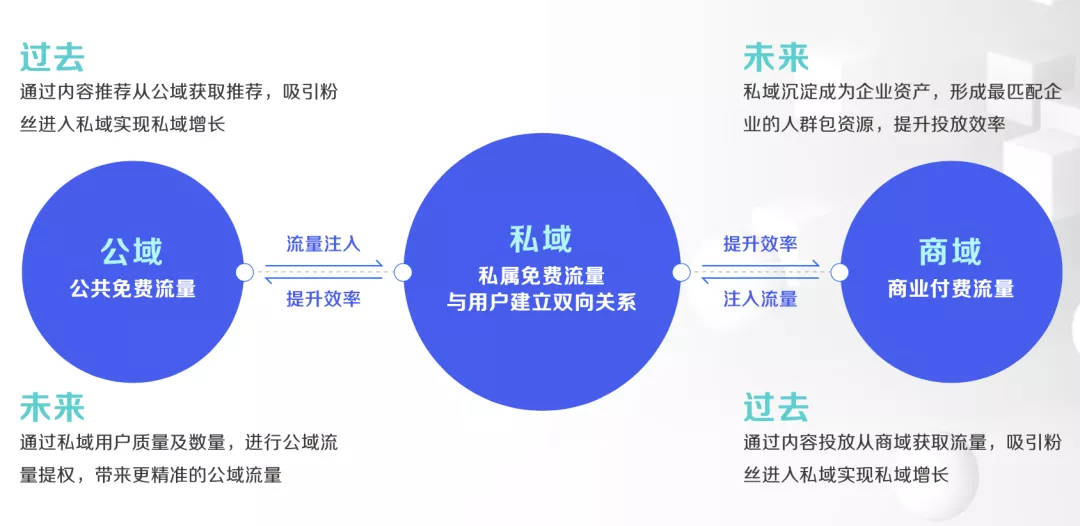 过去
通过内容推荐从公域获取推荐，吸引粉
丝进入私域实现私域增长
未来
私域沉淀成为企业资产，形成最匹配企
业的人群包资源，提升投放效率
公域
公共免费流量
流量注入
提升效率
私域
私属免费流量
与用户建立双向关系
提升效率
注入流量
商域
商业付费流量
未来
通过私域用户质量及数量，进行公域流
量提权，带来更精准的公域流量
过去
通过内容投放从商域获取流量，吸引粉
丝进入私域实现私域增长